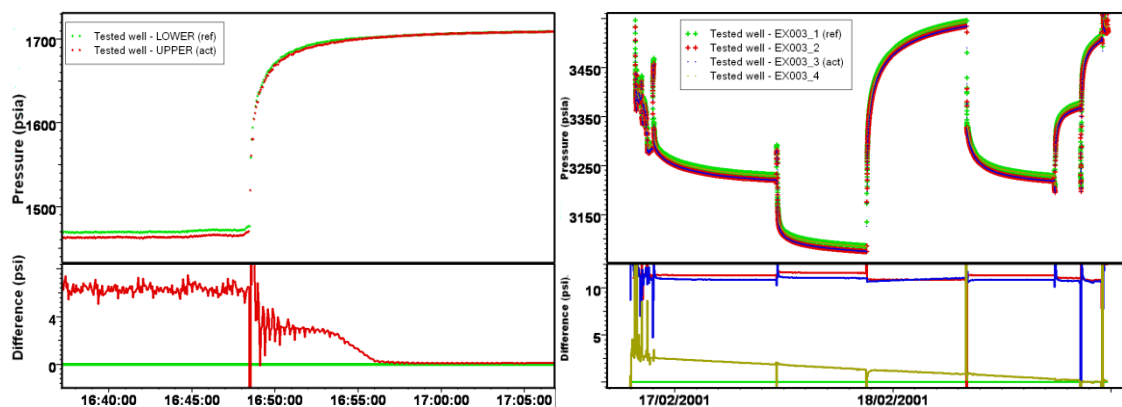 1700
1600
1500
Pressure (psia)
Tested well - LOWER (ref)
Tested well - UPPER (act)
4
0
Difference (psi)
16:40:00 16:45:00 16:50:00 16:55:00 17:00:00 17:05:00
3450
3350
3250
3150
Pressure (psia)
Tested well - EX003_1 (ref)
Tested well - EX003_2
Tested well - EX003_3 (act)
Tested well - EX003_4
10
5
Difference (psi)
17/02/2001 18/02/2001